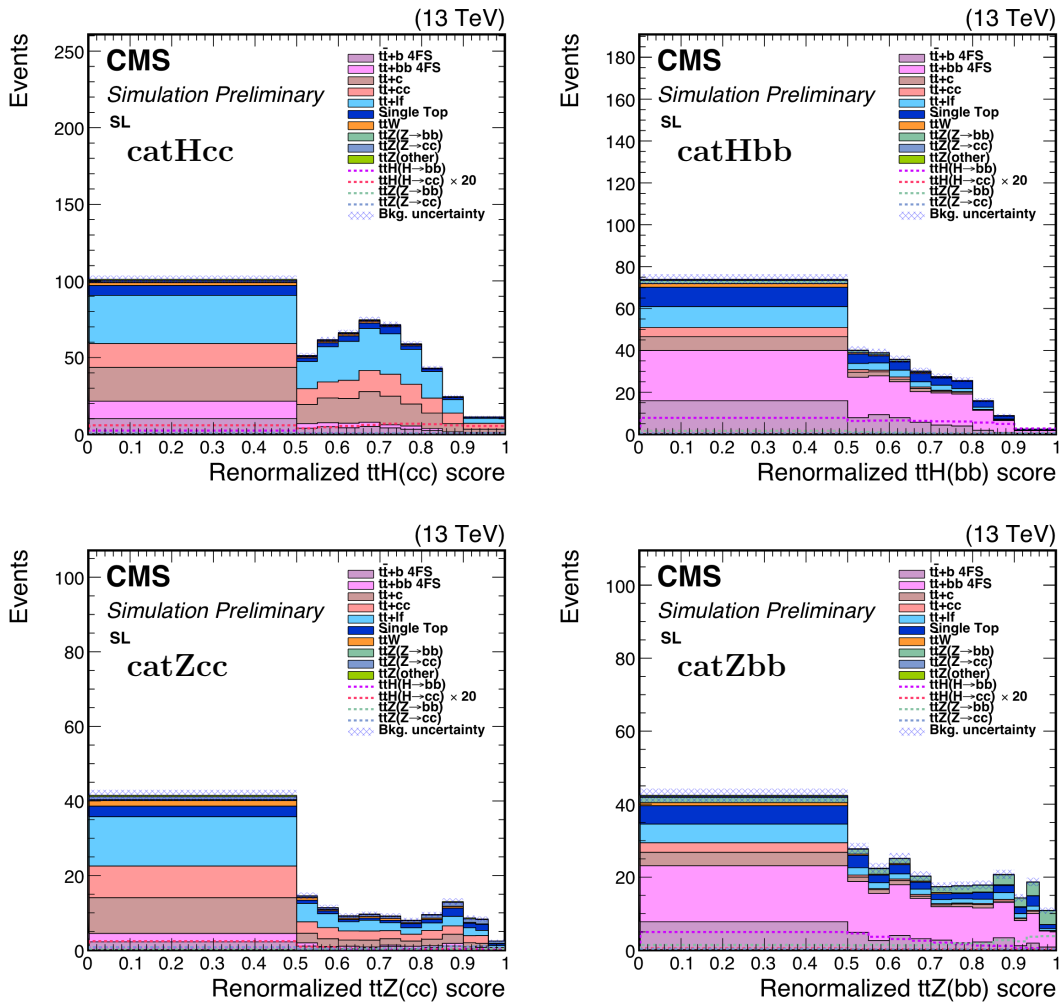 (13 TeV)
Events
250
200
150
100
50
0
CMS
Simulation Preliminary
SL
catHcc
tt̄+b 4FS
tt+bb 4FS
tt+c
tt+cc
tt+lf
Single Top
ttW
ttZ(Z→bb)
ttZ(Z→cc)
ttZ(other)
ttH(H→bb)
ttH(H→cc) × 20
ttZ(Z→bb)
ttZ(Z→cc)
Bkg. uncertainty
0 0.1 0.2 0.3 0.4 0.5 0.6 0.7 0.8 0.9 1
Renormalized ttH(cc) score
(13 TeV)
Events
180
160
140
120
100
80
60
40
20
0
CMS
Simulation Preliminary
SL
catHbb
tt̄+b 4FS
tt+bb 4FS
tt+c
tt+cc
tt+lf
Single Top
ttW
ttZ(Z→bb)
ttZ(Z→cc)
ttZ(other)
ttH(H→bb)
ttH(H→cc) × 20
ttZ(Z→bb)
ttZ(Z→cc)
Bkg. uncertainty
0 0.1 0.2 0.3 0.4 0.5 0.6 0.7 0.8 0.9 1
Renormalized ttH(bb) score
(13 TeV)
Events
100
80
60
40
20
0
CMS
Simulation Preliminary
SL
catZcc
tt̄+b 4FS
tt+bb 4FS
tt+c
tt+cc
tt+lf
Single Top
ttW
ttZ(Z→bb)
ttZ(Z→cc)
ttZ(other)
ttH(H→bb)
ttH(H→cc) × 20
ttZ(Z→bb)
ttZ(Z→cc)
Bkg. uncertainty
0 0.1 0.2 0.3 0.4 0.5 0.6 0.7 0.8 0.9 1
Renormalized ttZ(cc) score
(13 TeV)
Events
100
80
60
40
20
0
CMS
Simulation Preliminary
SL
catZbb
tt̄+b 4FS
tt+bb 4FS
tt+c
tt+cc
tt+lf
Single Top
ttW
ttZ(Z→bb)
ttZ(Z→cc)
ttZ(other)
ttH(H→bb)
ttH(H→cc) × 20
ttZ(Z→bb)
ttZ(Z→cc)
Bkg. uncertainty
0 0.1 0.2 0.3 0.4 0.5 0.6 0.7 0.8 0.9 1
Renormalized ttZ(bb) score